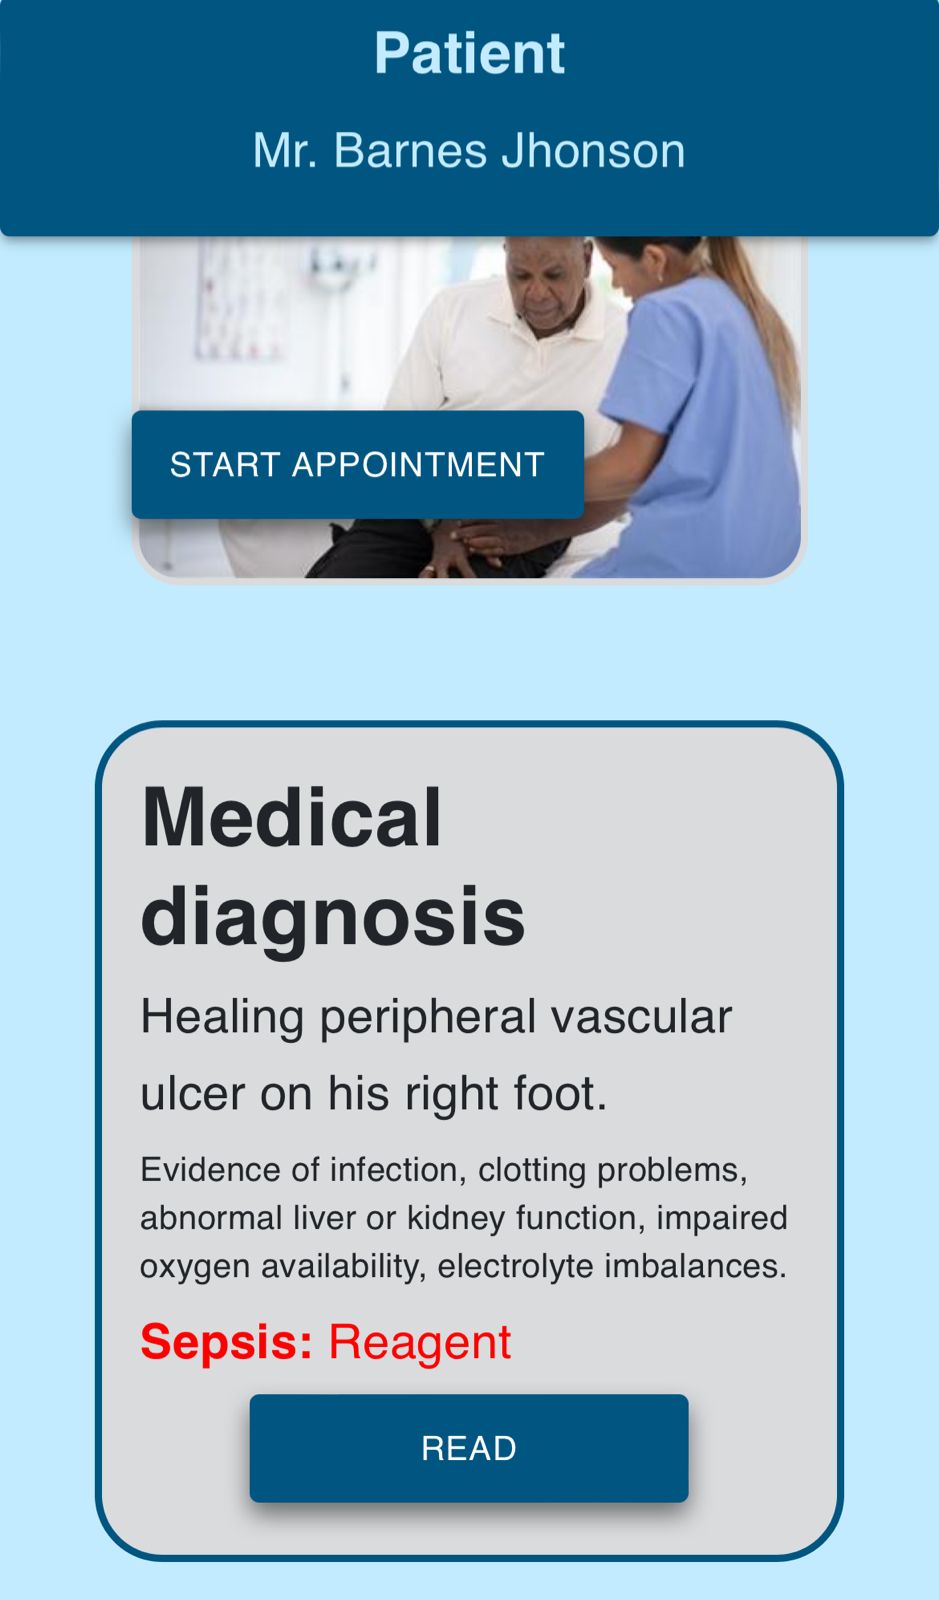 Patient
Mr. Barnes Jhonson
START APPOINTMENT
Medical
diagnosis
Healing peripheral vascular
ulcer on his right foot.
Evidence of infection, clotting problems,
abnormal liver or kidney function, impaired
oxygen availability, electrolyte imbalances.
Sepsis: Reagent
READ